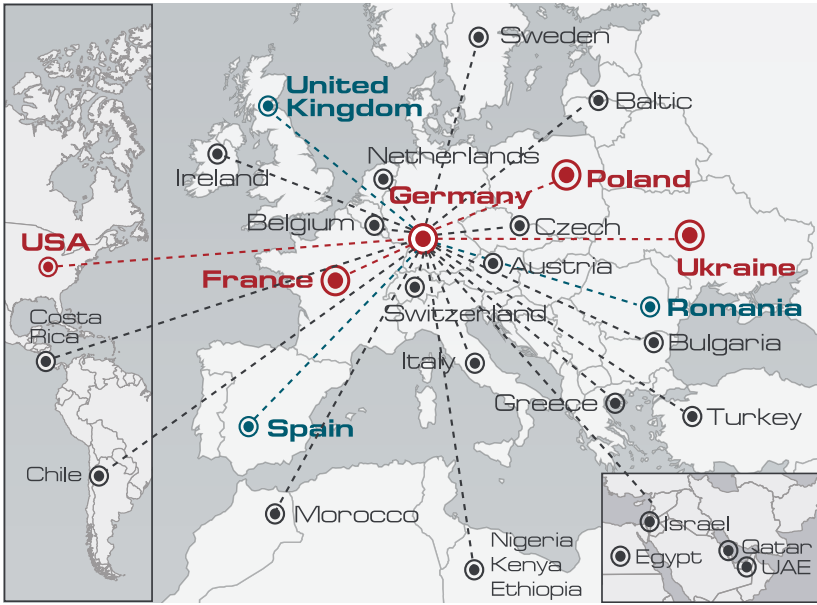 Sweden
United
Kingdom
Baltic
Netherlands
Ireland
Germany
Poland
Belgium
Czech
USA
Ukraine
France
Austria
Switzerland
Romania
Costa
Rica
Bulgaria
Italy
Greece
Turkey
Spain
Chile
Morocco
Israel
Nigeria
Kenya
Ethiopia
Egypt
Qatar
UAE